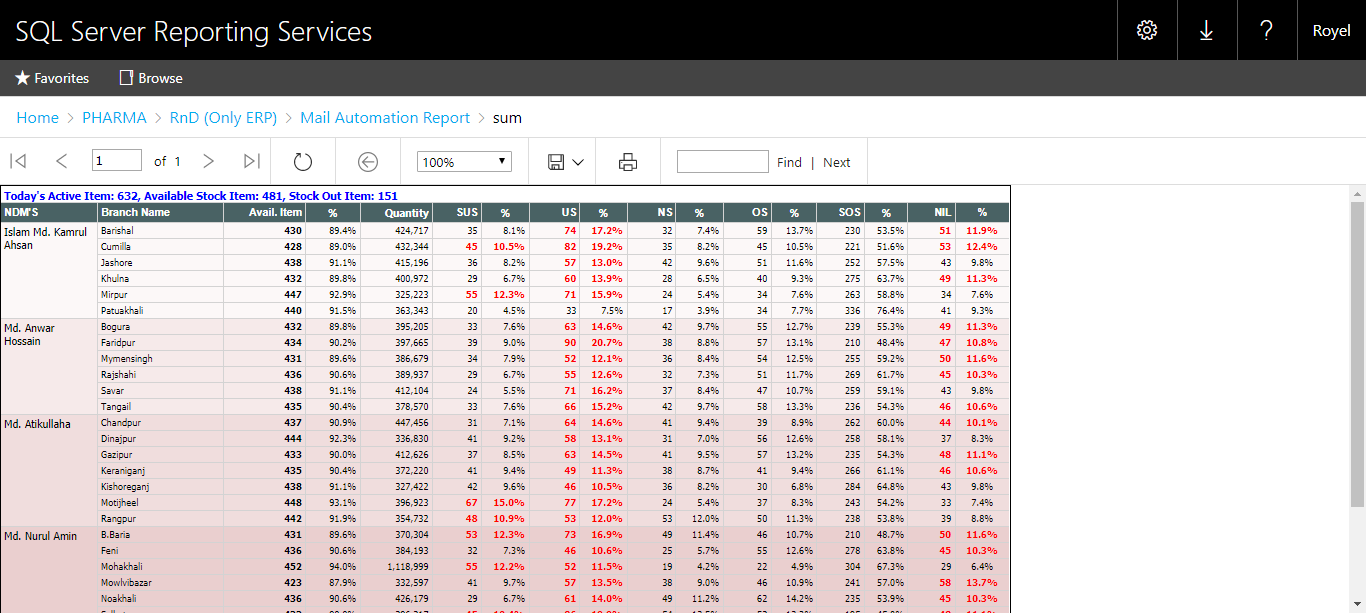 SQL Server Reporting Services
? Royel
Favorites Browse
Home > PHARMA > RnD (Only ERP) > Mail Automation Report > sum
1 of 1 100% Find | Next
Today's Active Item: 632, Available Stock Item: 481, Stock Out Item: 151
NDM'S Branch Name Avail. Item % Quantity SUS % US % NS % OS % SOS % NIL %
Islam Md. Kamrul Ahsan Barishal 430 89.4% 424,717 35 8.1% 74 17.2% 32 7.4% 59 13.7% 230 53.5% 51 11.9%
Cumilla 428 89.0% 432,344 45 10.5% 82 19.2% 35 8.2% 45 10.5% 221 51.6% 53 12.4%
Jashore 438 91.1% 415,196 36 8.2% 57 13.0% 42 9.6% 51 11.6% 252 57.5% 43 9.8%
Khulna 432 89.8% 400,972 29 6.7% 60 13.9% 28 6.5% 40 9.3% 275 63.7% 49 11.3%
Mirpur 447 92.9% 325,223 55 12.3% 71 15.9% 24 5.4% 34 7.6% 263 58.8% 34 7.6%
Patuakhali 440 91.5% 363,343 20 4.5% 33 7.5% 17 3.9% 34 7.7% 336 76.4% 41 9.3%
Md. Anwar Hossain Bogura 432 89.8% 395,205 33 7.6% 63 14.6% 42 9.7% 55 12.7% 239 55.3% 49 11.3%
Faridpur 434 90.2% 397,665 39 9.0% 90 20.7% 38 8.8% 57 13.1% 210 48.4% 47 10.8%
Mymensingh 431 89.6% 386,679 34 7.9% 52 12.1% 36 8.4% 54 12.5% 255 59.2% 50 11.6%
Rajshahi 436 90.6% 389,937 29 6.7% 55 12.6% 32 7.3% 51 11.7% 269 61.7% 45 10.3%
Savar 438 91.1% 412,104 24 5.5% 71 16.2% 37 8.4% 47 10.7% 259 59.1% 43 9.8%
Tangail 435 90.4% 378,570 33 7.6% 66 15.2% 42 9.7% 58 13.3% 236 54.3% 46 10.6%
Md. Atikullaha Chandpur 437 90.9% 447,456 31 7.1% 64 14.6% 41 9.4% 39 8.9% 262 60.0% 44 10.1%
Dinajpur 444 92.3% 336,830 41 9.2% 58 13.1% 31 7.0% 56 12.6% 258 58.1% 37 8.3%
Gazipur 433 90.0% 412,626 37 8.5% 63 14.5% 41 9.5% 57 13.2% 235 54.3% 48 11.1%
Keraniganj 435 90.4% 372,220 41 9.4% 49 11.3% 38 8.7% 41 9.4% 266 61.1% 46 10.6%
Kishoreganj 438 91.1% 327,422 42 9.6% 46 10.5% 36 8.2% 30 6.8% 284 64.8% 43 9.8%
Motijheel 448 93.1% 396,923 67 15.0% 77 17.2% 24 5.4% 37 8.3% 243 54.2% 33 7.4%
Rangpur 442 91.9% 354,732 48 10.9% 53 12.0% 53 12.0% 50 11.3% 238 53.8% 39 8.8%
Md. Nurul Amin B.Baria 431 89.6% 370,304 53 12.3% 73 16.9% 49 11.4% 46 10.7% 210 48.7% 50 11.6%
Feni 436 90.6% 384,193 32 7.3% 46 10.6% 25 5.7% 55 12.6% 278 63.8% 45 10.3%
Mohakhali 452 94.0% 1,118,999 55 12.2% 52 11.5% 19 4.2% 22 4.9% 304 67.3% 29 6.4%
Mowlvibazar 423 87.9% 332,597 41 9.7% 57 13.5% 38 9.0% 46 10.9% 241 57.0% 58 13.7%
Noakhali 436 90.6% 426,179 29 6.7% 61 14.0% 49 11.2% 62 14.2% 235 53.9% 45 10.3%